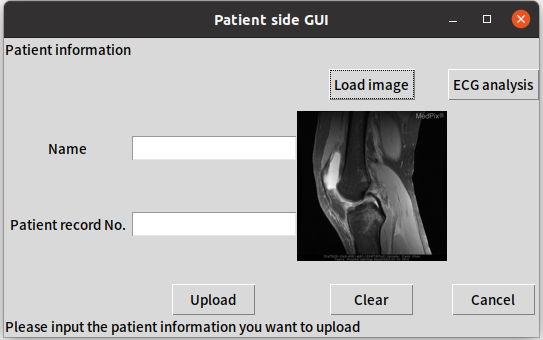 Patient side GUI
Patient information
Load image
ECG analysis
MedPix®
Name
Patient record No.
Upload
Clear
Cancel
Please input the patient information you want to upload